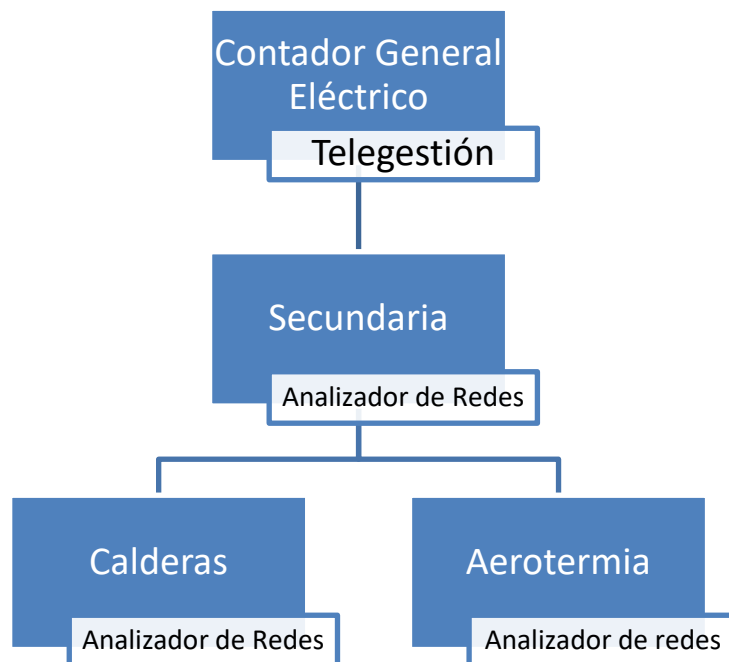 Contador General
Eléctrico
Telegestión
Secundaria
Analizador de Redes
Calderas
Analizador de Redes
Aerotermia
Analizador de redes